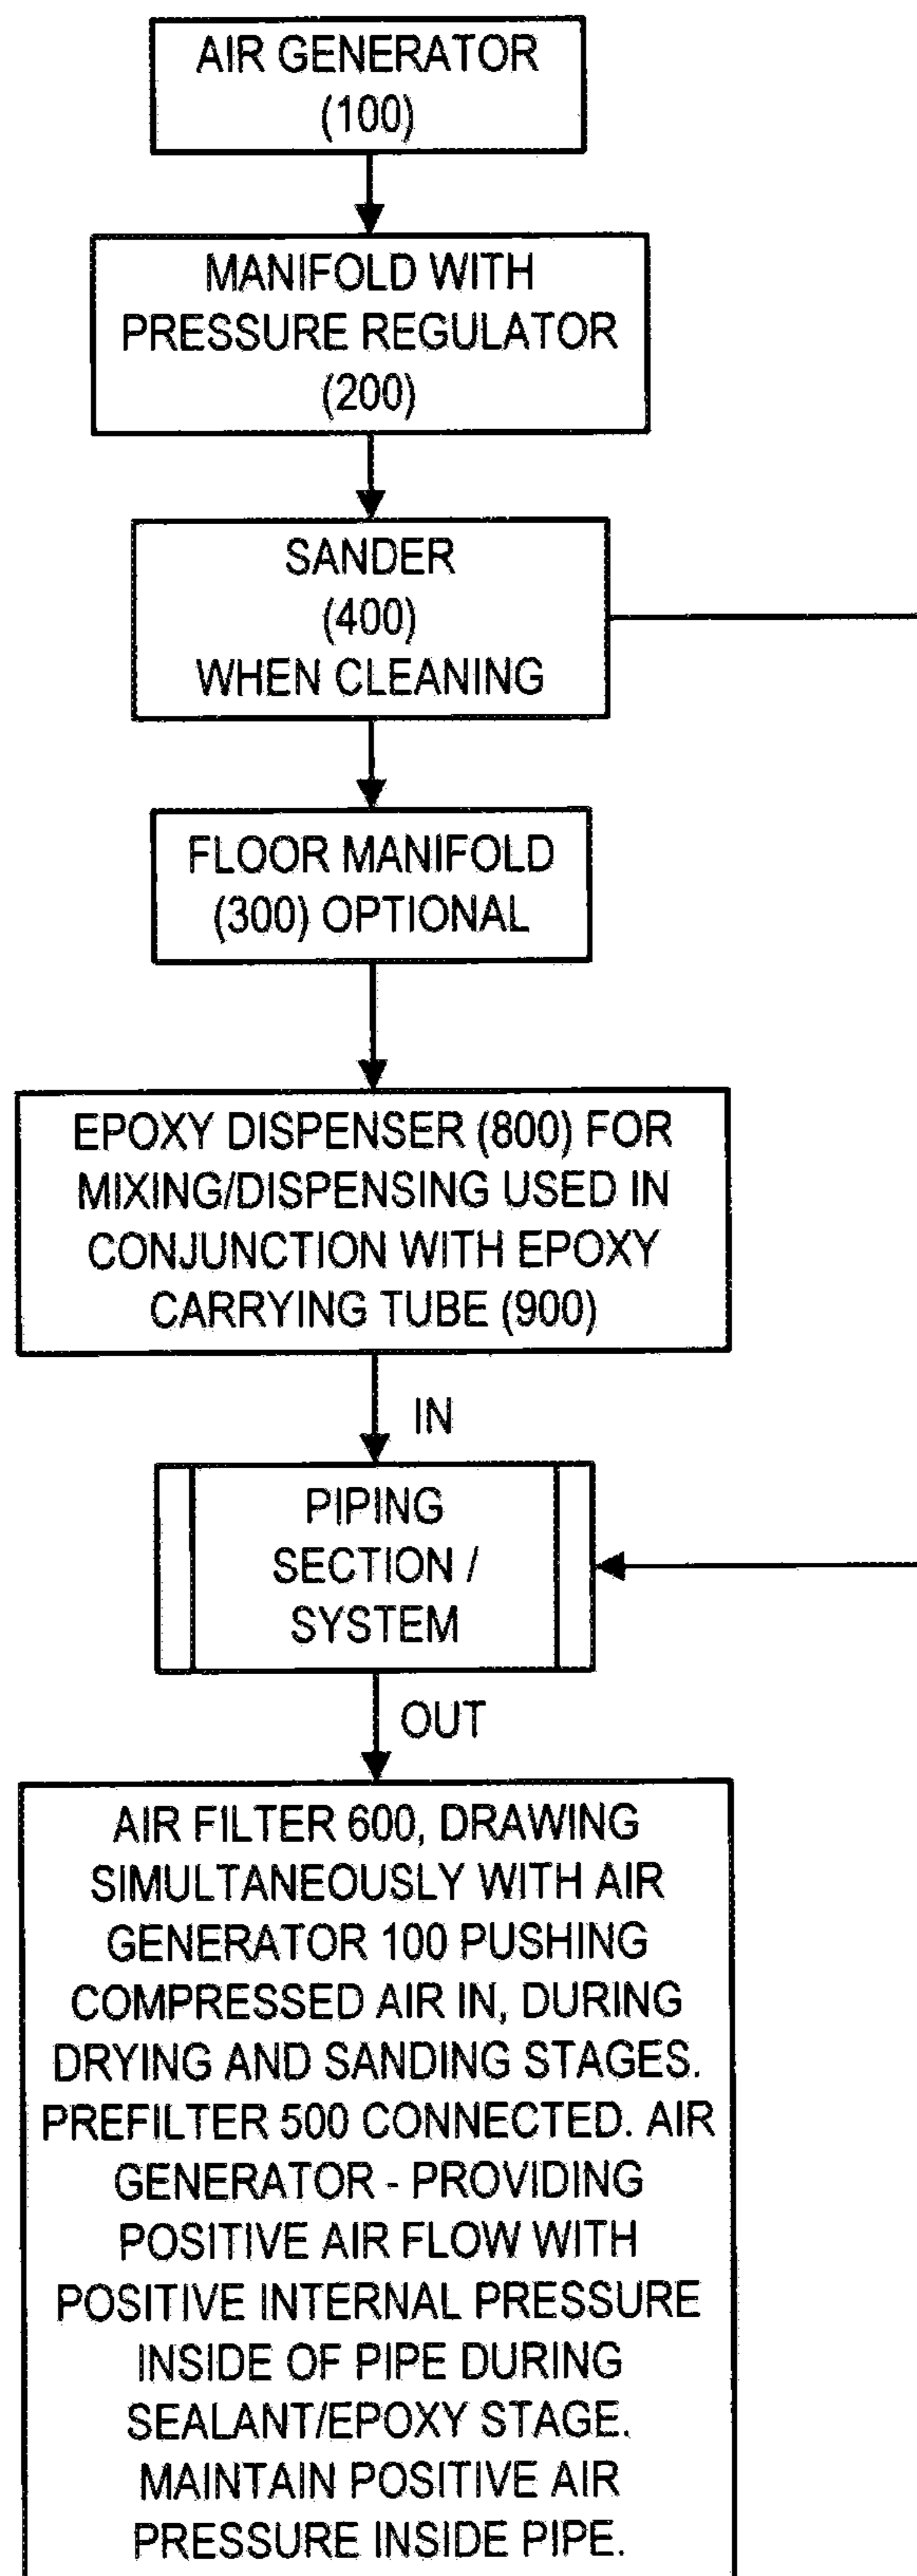 AIR GENERATOR
(100)
MANIFOLD WITH
PRESSURE REGULATOR
(200)
SANDER
(400)
WHEN CLEANING
FLOOR MANIFOLD
(300) OPTIONAL
EPOXY DISPENSER (800) FOR
MIXING/DISPENSING USED IN
CONJUNCTION WITH EPOXY
CARRYING TUBE (900)
IN
PIPING
SECTION /
SYSTEM
OUT
AIR FILTER 600, DRAWING
SIMULTANEOUSLY WITH AIR
GENERATOR 100 PUSHING
COMPRESSED AIR IN, DURING
DRYING AND SANDING STAGES.
PREFILTER 500 CONNECTED. AIR
GENERATOR - PROVIDING
POSITIVE AIR FLOW WITH
POSITIVE INTERNAL PRESSURE
INSIDE OF PIPE DURING
SEALANT/EPOXY STAGE.
MAINTAIN POSITIVE AIR
PRESSURE INSIDE PIPE.